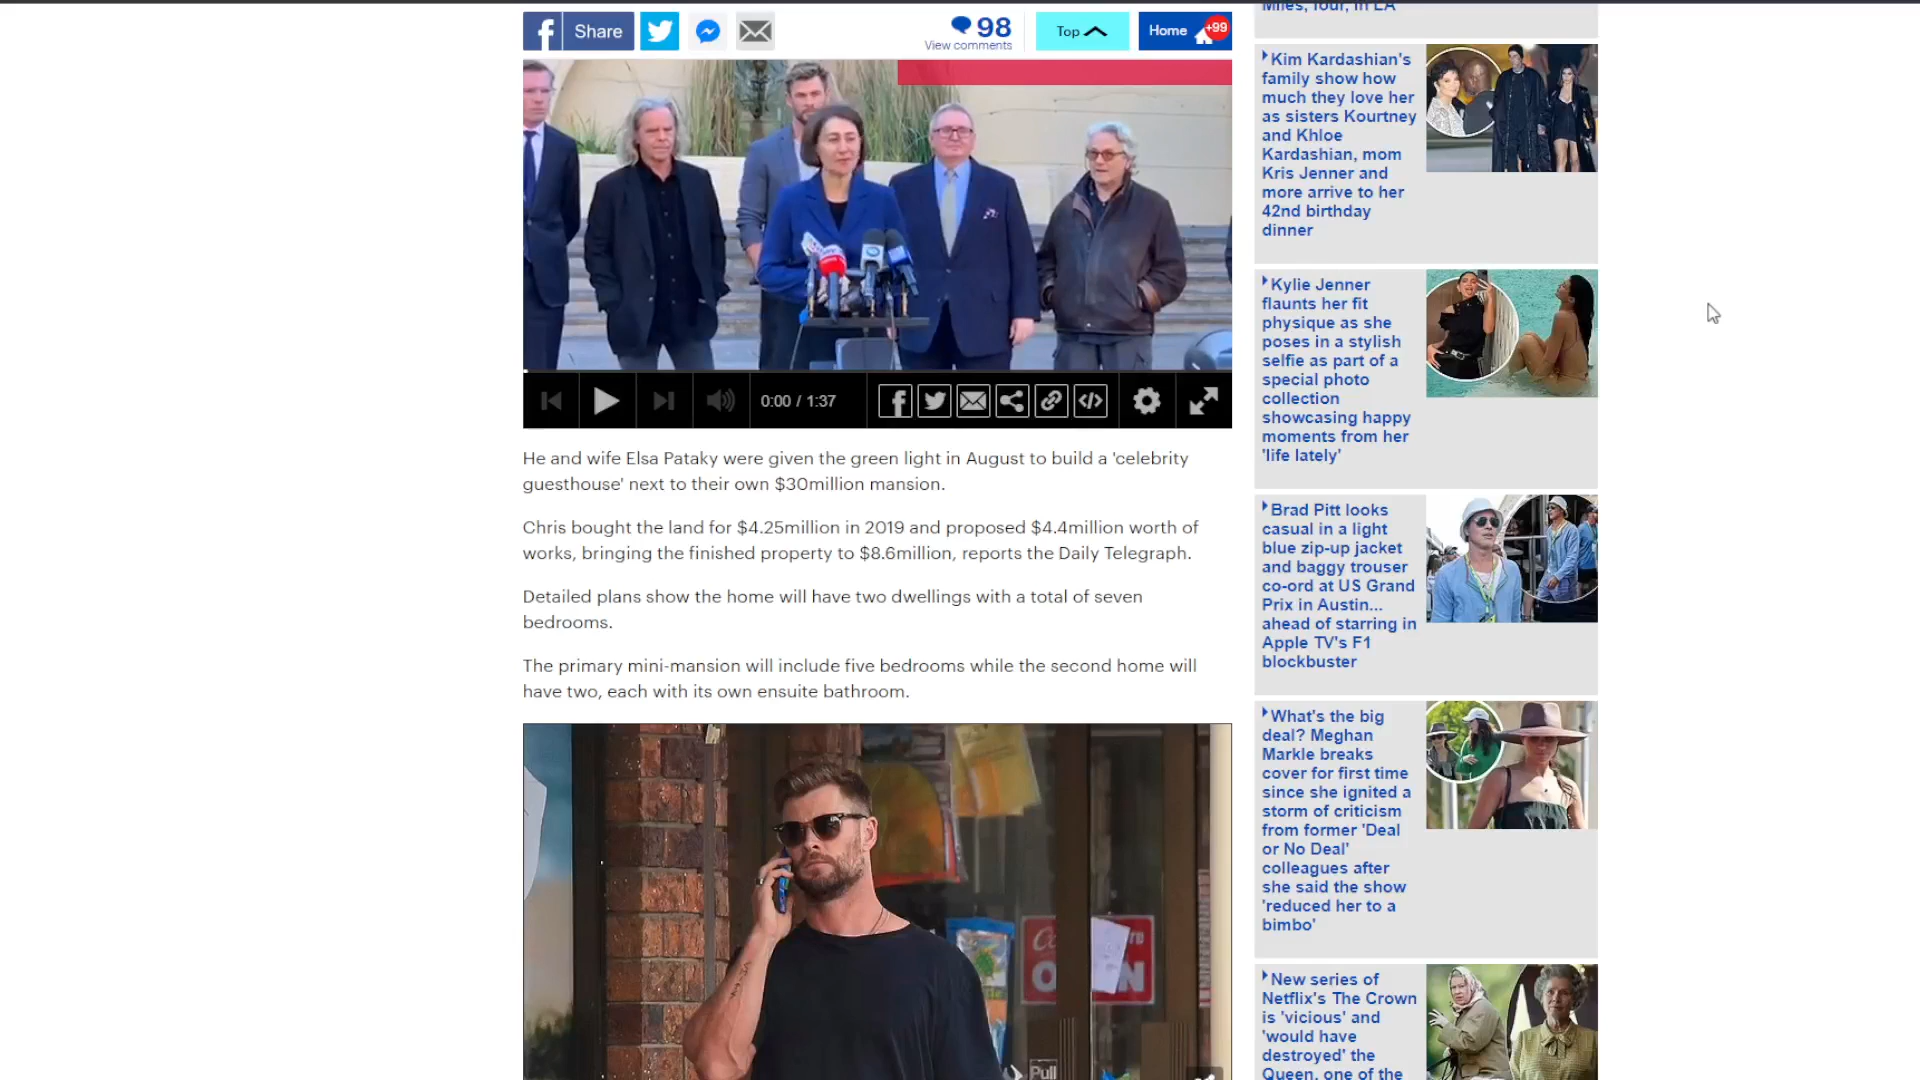 Share
98
View comments
Top
Home
+99
0:00 / 1:37
He and wife Elsa Pataky were given the green light in August to build a 'celebrity
guesthouse' next to their own $30million mansion.
Chris bought the land for $4.25million in 2019 and proposed $4.4million worth of
works, bringing the finished property to $8.6million, reports the Daily Telegraph.
Detailed plans show the home will have two dwellings with a total of seven
bedrooms.
The primary mini-mansion will include five bedrooms while the second home will
have two, each with its own ensuite bathroom.
Pull
Miles, four, in LA
Kim Kardashian's
family show how
much they love her
as sisters Kourtney
and Khloe
Kardashian, mom
Kris Jenner and
more arrive to her
42nd birthday
dinner
Kylie Jenner
flaunts her fit
physique as she
poses in a stylish
selfie as part of a
special photo
collection
showcasing happy
moments from her
'life lately'
Brad Pitt looks
casual in a light
blue zip-up jacket
and baggy trouser
co-ord at US Grand
Prix in Austin...
ahead of starring in
Apple TV's F1
blockbuster
What's the big
deal? Meghan
Markle breaks
cover for first time
since she ignited a
storm of criticism
from former 'Deal
or No Deal'
colleagues after
she said the show
'reduced her to a
bimbo'
New series of
Netflix's The Crown
is 'vicious' and
'would have
destroyed' the
Queen, one of the